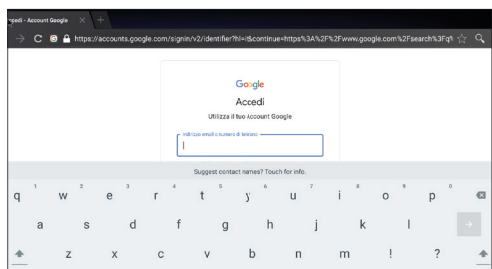 Accedi - Account Google
https://accounts.google.com/signin/v2/identifier?hl=it&continue=https%3A%2F%2Fwww.google.com%2Fsearch%3Fq%
Google
Accedi
Utilizza il tuo Account Google
Indirizzo email o numero di telefono
Suggest contact names? Touch for info.
1 2 3 4 5 6 7 8 9 0
q w e r t y u i o p
a s d f g h j k l
z x c v b n m ! ?